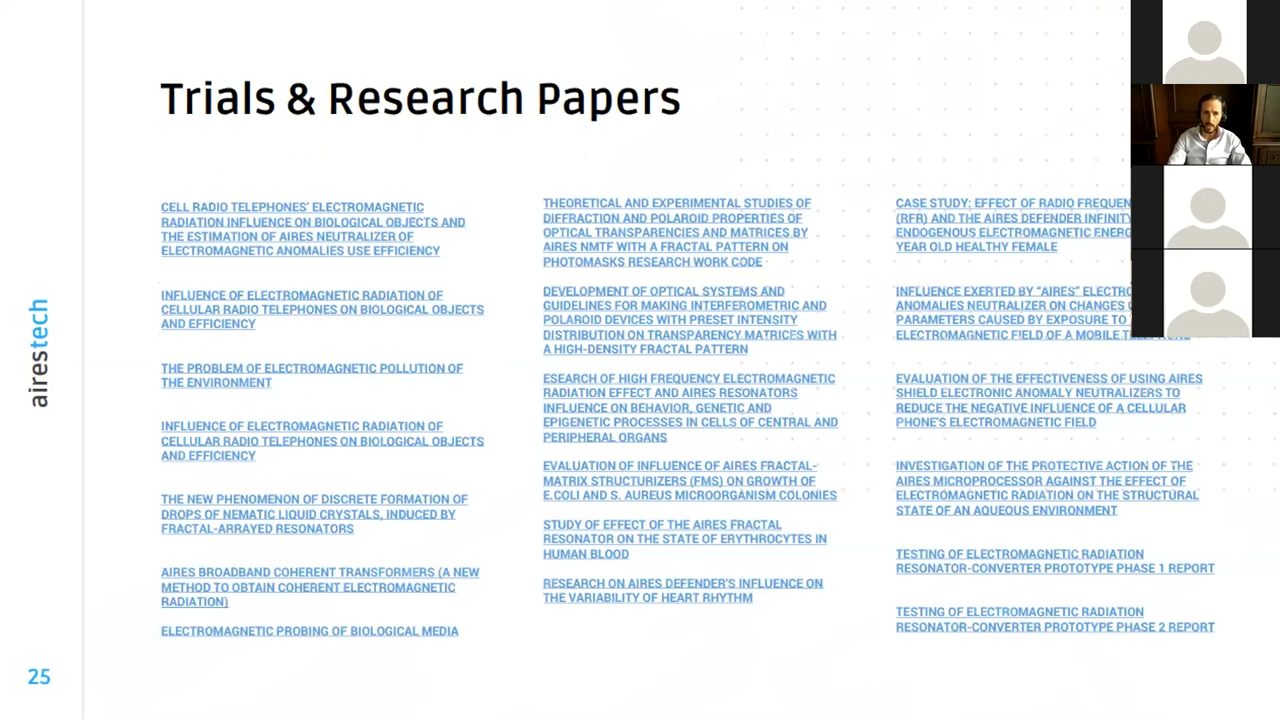 Trials & Research Papers
CELL RADIO TELEPHONES' ELECTROMAGNETIC
RADIATION INFLUENCE ON BIOLOGICAL OBJECTS AND
THE ESTIMATION OF AIRES NEUTRALIZER OF
ELECTROMAGNETIC ANOMALIES USE EFFICIENCY
INFLUENCE OF ELECTROMAGNETIC RADIATION OF
CELLULAR RADIO TELEPHONES ON BIOLOGICAL OBJECTS
AND EFFICIENCY
THE PROBLEM OF ELECTROMAGNETIC POLLUTION OF
THE ENVIRONMENT
INFLUENCE OF ELECTROMAGNETIC RADIATION OF
CELLULAR RADIO TELEPHONES ON BIOLOGICAL OBJECTS
AND EFFICIENCY
THE NEW PHENOMENON OF DISCRETE FORMATION OF
DROPS OF NEMATIC LIQUID CRYSTALS, INDUCED BY
FRACTAL-ARRAYED RESONATORS
AIRES BROADBAND COHERENT TRANSFORMERS (A NEW
METHOD TO OBTAIN COHERENT ELECTROMAGNETIC
RADIATION)
ELECTROMAGNETIC PROBING OF BIOLOGICAL MEDIA
THEORETICAL AND EXPERIMENTAL STUDIES OF
DIFFRACTION AND POLAROID PROPERTIES OF
OPTICAL TRANSPARENCIES AND MATRICES BY
AIRES NMTF WITH A FRACTAL PATTERN ON
PHOTOMASKS RESEARCH WORK CODE
DEVELOPMENT OF OPTICAL SYSTEMS AND
GUIDELINES FOR MAKING INTERFEROMETRIC AND
POLAROID DEVICES WITH PRESET INTENSITY
DISTRIBUTION ON TRANSPARENCY MATRICES WITH
A HIGH-DENSITY FRACTAL PATTERN
ESEARCH OF HIGH FREQUENCY ELECTROMAGNETIC
RADIATION EFFECT AND AIRES RESONATORS
INFLUENCE ON BEHAVIOR, GENETIC AND
EPIGENETIC PROCESSES IN CELLS OF CENTRAL AND
PERIPHERAL ORGANS
EVALUATION OF INFLUENCE OF AIRES FRACTAL-
MATRIX STRUCTURIZERS (FMS) ON GROWTH OF
E.COLI AND S. AUREUS MICROORGANISM COLONIES
STUDY OF EFFECT OF THE AIRES FRACTAL
RESONATOR ON THE STATE OF ERYTHROCYTES IN
HUMAN BLOOD
RESEARCH ON AIRES DEFENDER'S INFLUENCE ON
THE VARIABILITY OF HEART RHYTHM
CASE STUDY: EFFECT OF RADIO
(RFR) AND THE AIRES DEFENDER INFINITY
ENDOGENOUS ELECTROMAGNETIC
YEAR OLD HEALTHY FEMALE
INFLUENCE EXERTED BY "AIRES"
ANOMALIES NEUTRALIZER ON CHANGES
PARAMETERS CAUSED BY EXPOSURE TO
ELECTROMAGNETIC FIELD OF A MOBILE
EVALUATION OF THE EFFECTIVENESS OF USING AIRES
SHIELD ELECTRONIC ANOMALY NEUTRALIZERS TO
REDUCE THE NEGATIVE INFLUENCE OF A CELLULAR
PHONE'S ELECTROMAGNETIC FIELD
INVESTIGATION OF THE PROTECTIVE ACTION OF THE
AIRES MICROPROCESSOR AGAINST THE EFFECT OF
ELECTROMAGNETIC RADIATION ON THE STRUCTURAL
STATE OF AN AQUEOUS ENVIRONMENT
TESTING OF ELECTROMAGNETIC RADIATION
RESONATOR-CONVERTER PROTOTYPE PHASE 1 REPORT
TESTING OF ELECTROMAGNETIC RADIATION
RESONATOR-CONVERTER PROTOTYPE PHASE 2 REPORT
airestech
25